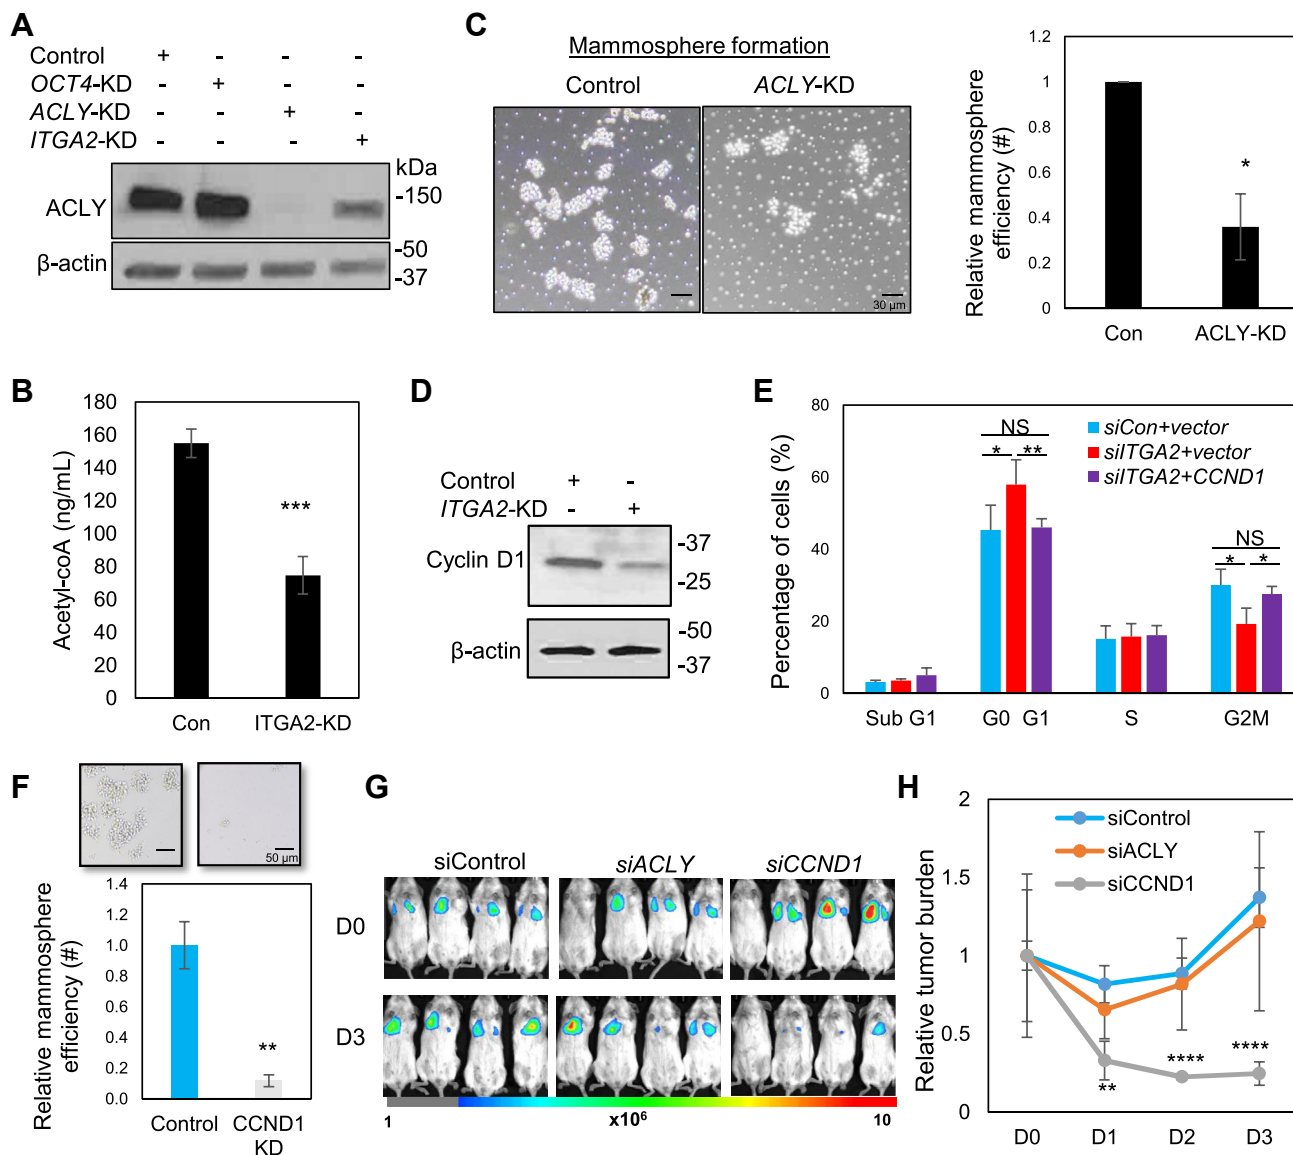 A
Control + - - -
OCT4-KD - + - -
ACLY-KD - - + -
ITGA2-KD - - - +
kDa
ACLY
-150
β-actin
-50
-37
C
Mammosphere formation
Control
ACLY-KD
30 µm
Relative mammosphere
efficiency (#)
1.2
1
0.8
0.6
0.4
0.2
0
*
Con
ACLY-KD
B
Acetyl-coA (ng/mL)
180
160
140
120
100
80
60
40
20
0
***
Con
ITGA2-KD
D
Control + -
ITGA2-KD - +
Cyclin D1
-37
-25
β-actin
-50
-37
E
Percentage of cells (%)
80
60
40
20
0
NS
* **
siCon+vector
siITGA2+vector
siITGA2+CCND1
NS
* *
Sub G1
G0 G1
S
G2M
F
50 µm
Relative mammosphere
efficiency (#)
1.4
1.2
1.0
0.8
0.6
0.4
0.2
0.0
**
Control
CCND1
KD
G
siControl
siACLY
siCCND1
D0
D3
1
x10⁶
10
H
Relative tumor burden
2
1.5
1
0.5
0
siControl
siACLY
siCCND1
**
****
****
D0
D1
D2
D3